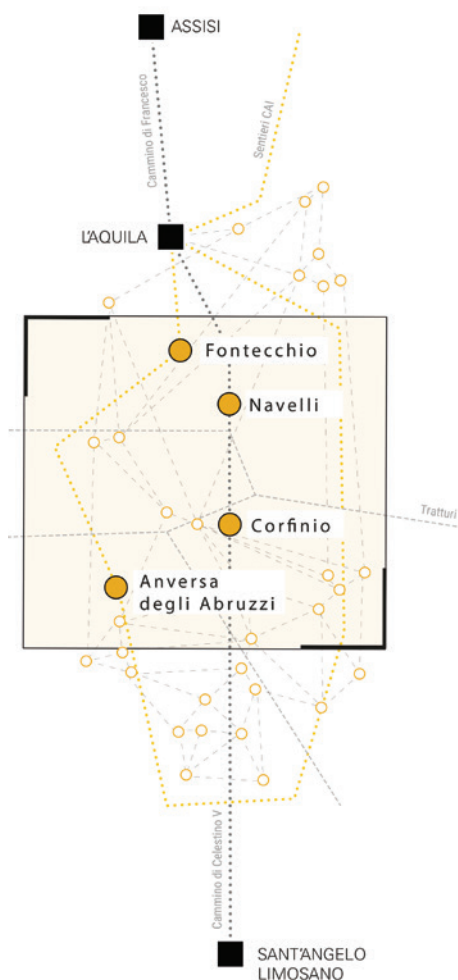 ASSISI
Cammino di Francesco
Sentieri CAI
L'AQUILA
Fontecchio
Navelli
Tratturi
Corfinio
Anversa
degli Abruzzi
Cammino di Celestino V
SANT'ANGELO
LIMOSANO